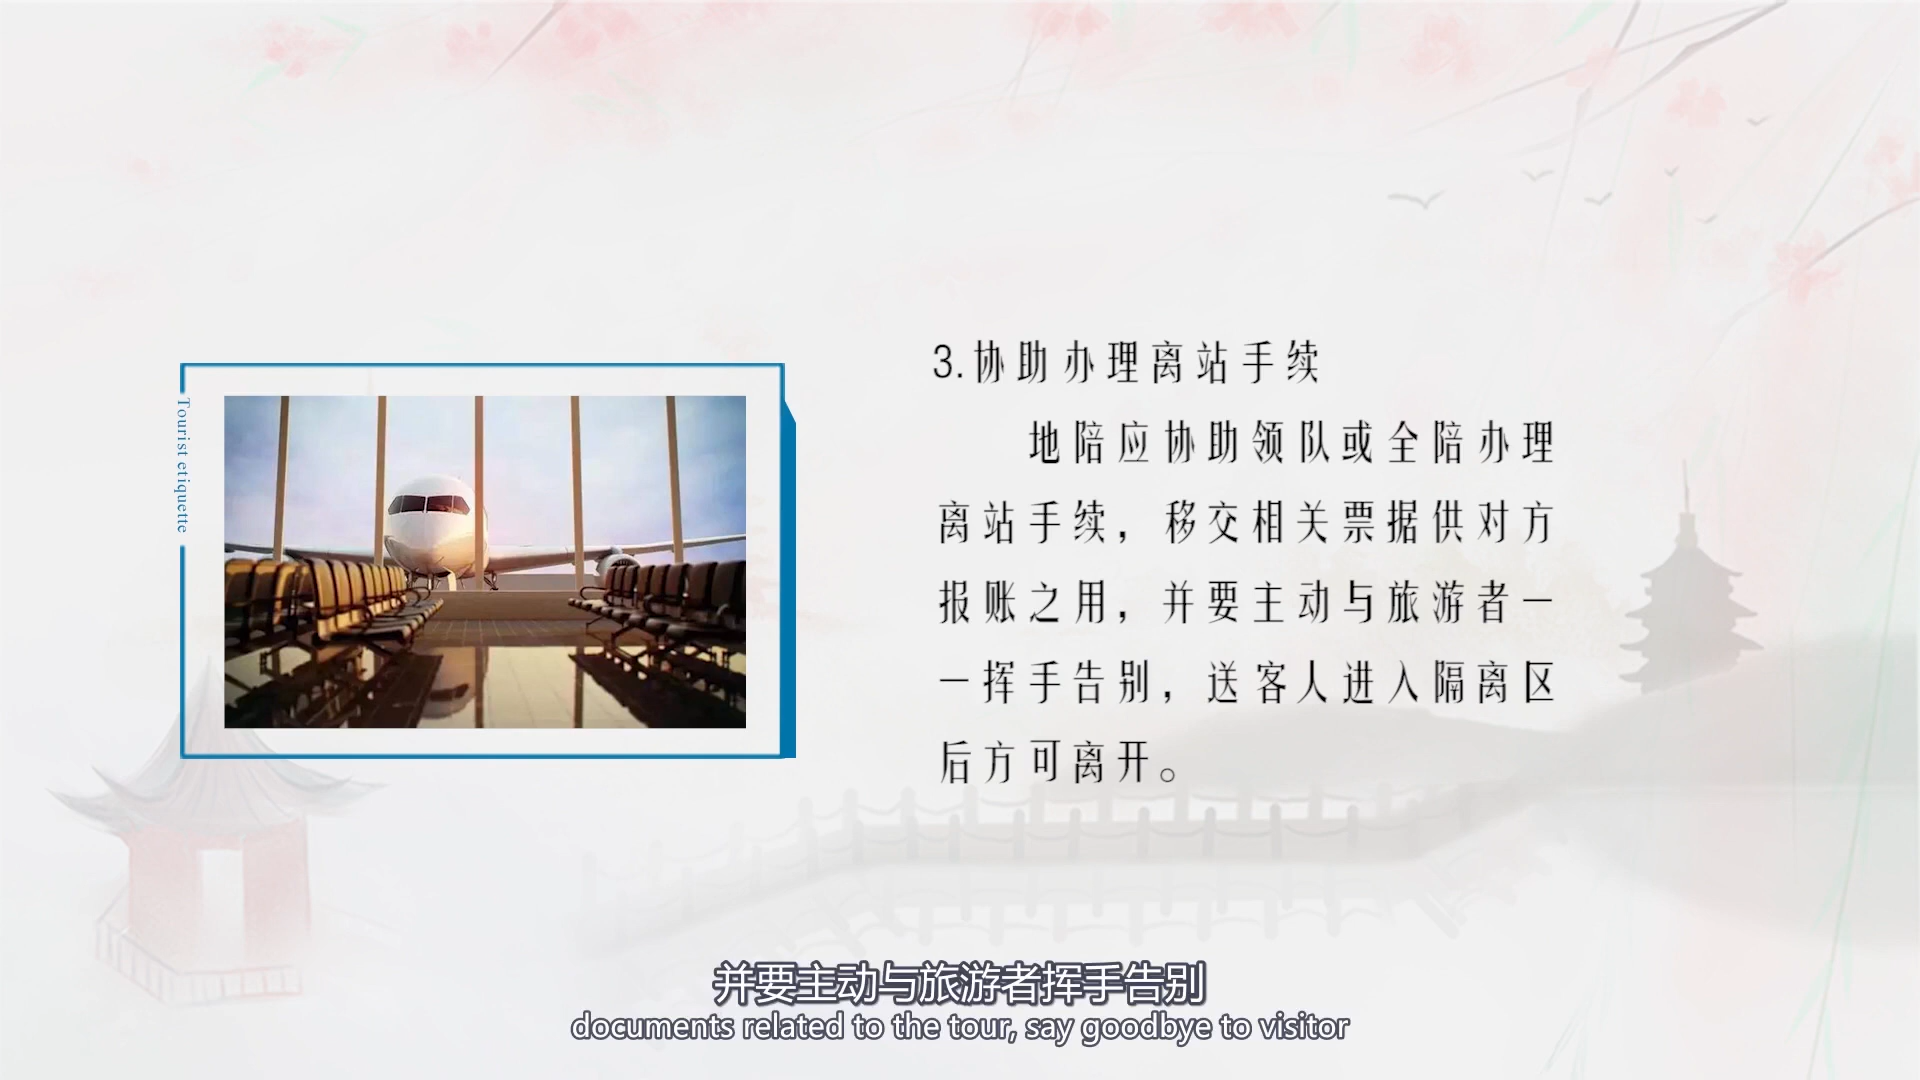 Tourist etiquette
3.协助办理离站手续
地陪应协助领队或全陪办理
离站手续，移交相关票据供对方
报账之用，并要主动与旅游者一
一挥手告别，送客人进入隔离区
后方可离开。
并要主动与旅游者挥手告别
documents related to the tour, say goodbye to visitor